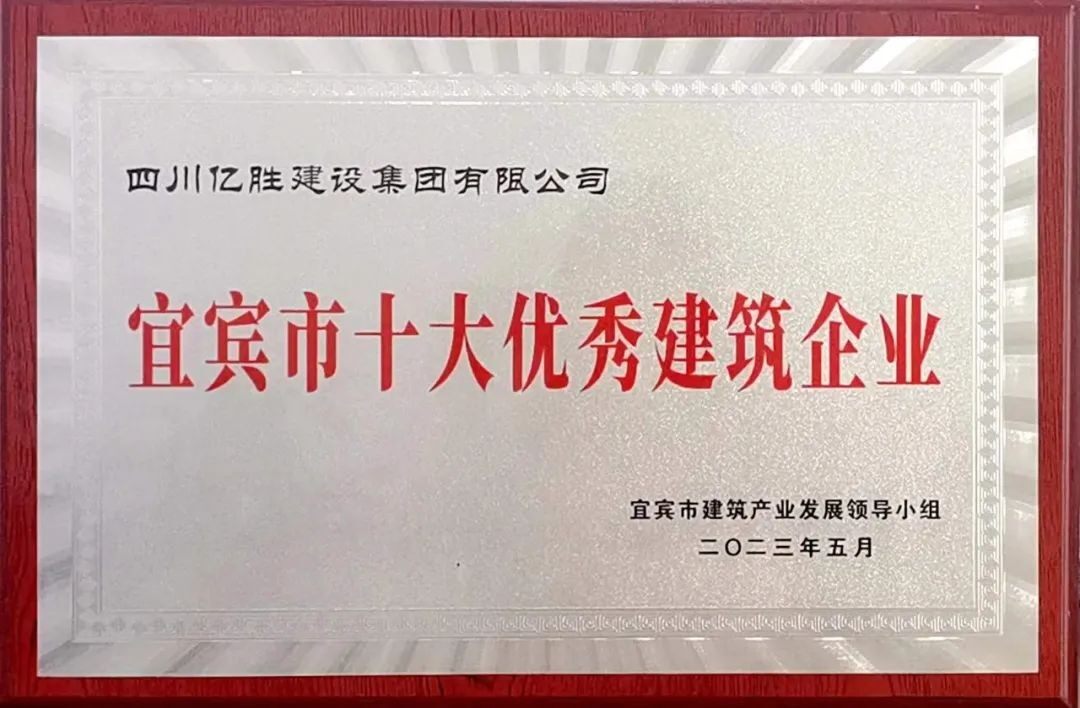 四川亿胜建设集团有限公司
宜宾市十大优秀建筑企业
宜宾市建筑产业发展领导小组
二〇二三年五月